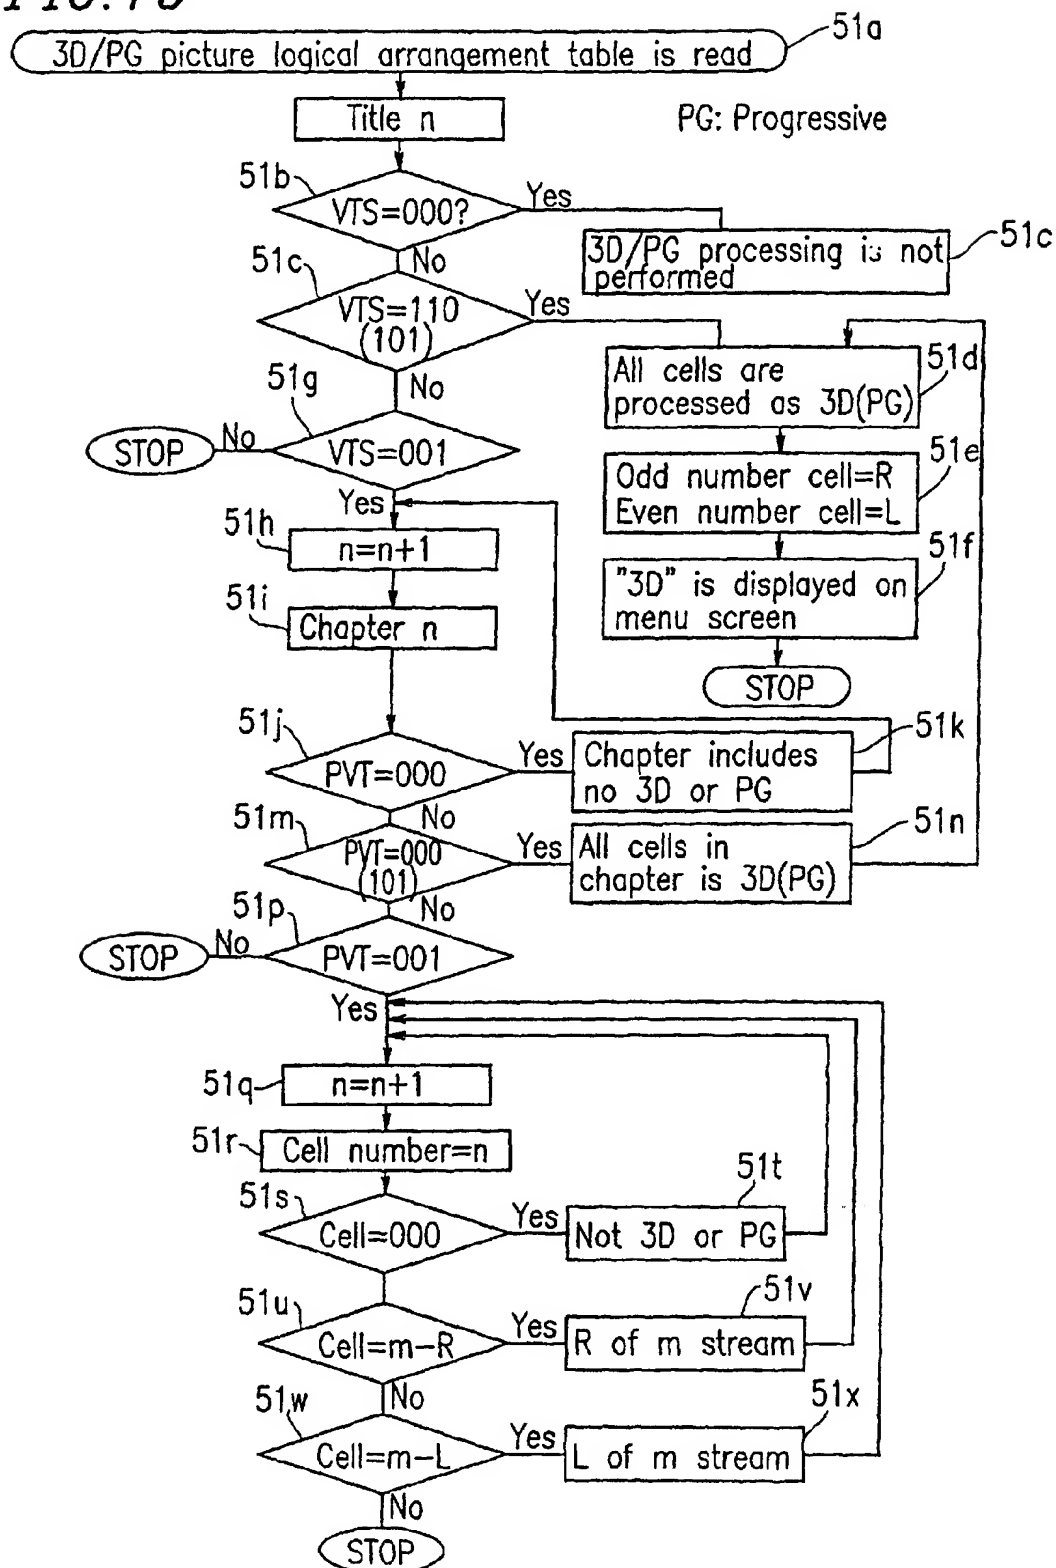 51a
3D/PG picture logical arrangement table is read
Title n
PG: Progressive
51b
VTS=000?
Yes
No
3D/PG processing is not
performed
51c
51c
VTS=110
(101)
Yes
No
All cells are
processed as 3D(PG)
51d
51g
VTS=001
No
STOP
Yes
Odd number cell=R
Even number cell=L
51e
51h
n=n+1
"3D" is displayed on
menu screen
51f
51i
Chapter n
STOP
51j
PVT=000
Yes
Chapter includes
no 3D or PG
51k
No
51m
PVT=000
(101)
Yes
All cells in
chapter is 3D(PG)
51n
No
51p
PVT=001
No
STOP
Yes
51q
n=n+1
51r
Cell number=n
51s
Cell=000
Yes
Not 3D or PG
51t
51u
Cell=m-R
Yes
R of m stream
51v
No
51w
Cell=m-L
Yes
L of m stream
51x
No
STOP